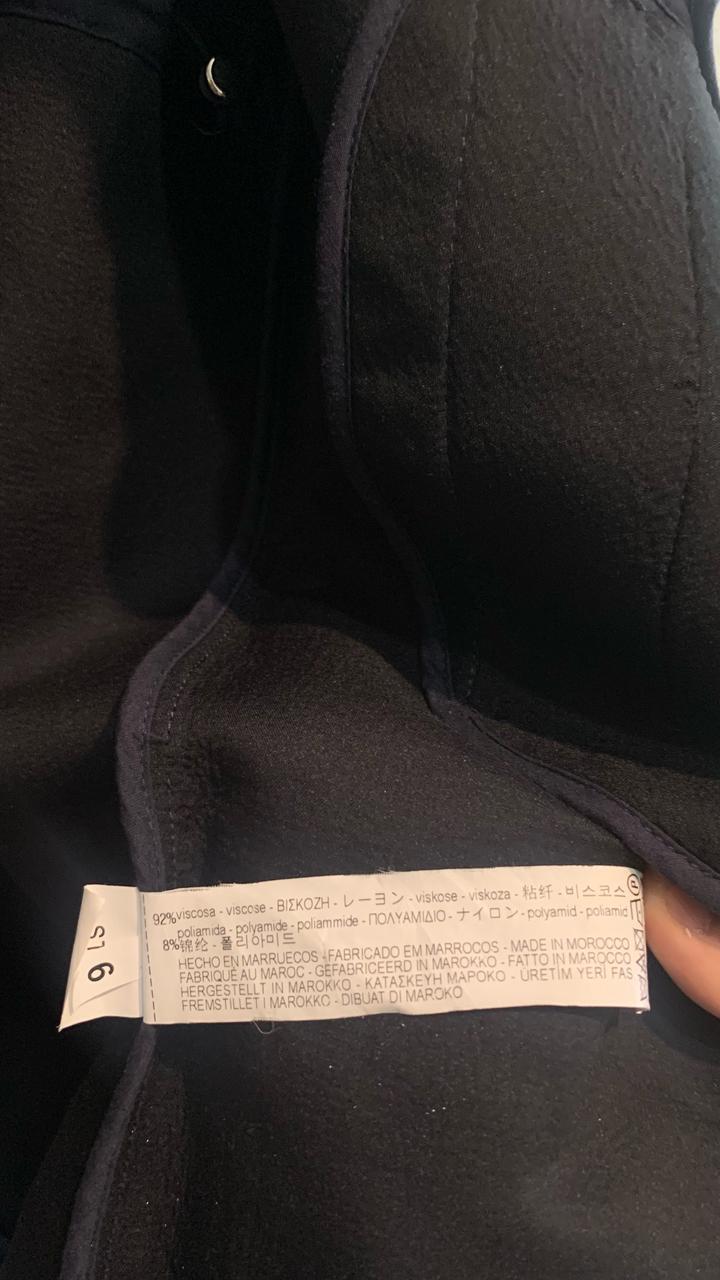 92% viscosa - viscose - ΒΙΣΚΟΖΗ - レーヨン - viskose - viskoza - 粘纤 - 비스코스
poliamida - polyamide - poliammide - ΠΟΛΥΑΜΙΔΙΟ - ナイロン - polyamid - poliamid
8% 锦纶 - 폴리아미드
HECHO EN MARRUECOS - FABRICADO EM MARROCOS - MADE IN MOROCCO
FABRIQUÉ AU MAROC - GEFABRICEERD IN MAROKKO - FATTO IN MAROCCO
HERGESTELLT IN MAROKKO - ΚΑΤΑΣΚΕΥΗ ΜΑΡΟΚΟ - ÜRETİM YERİ FAS
FREMSTILLET I MAROKKO - DIBUAT DI MAROKO